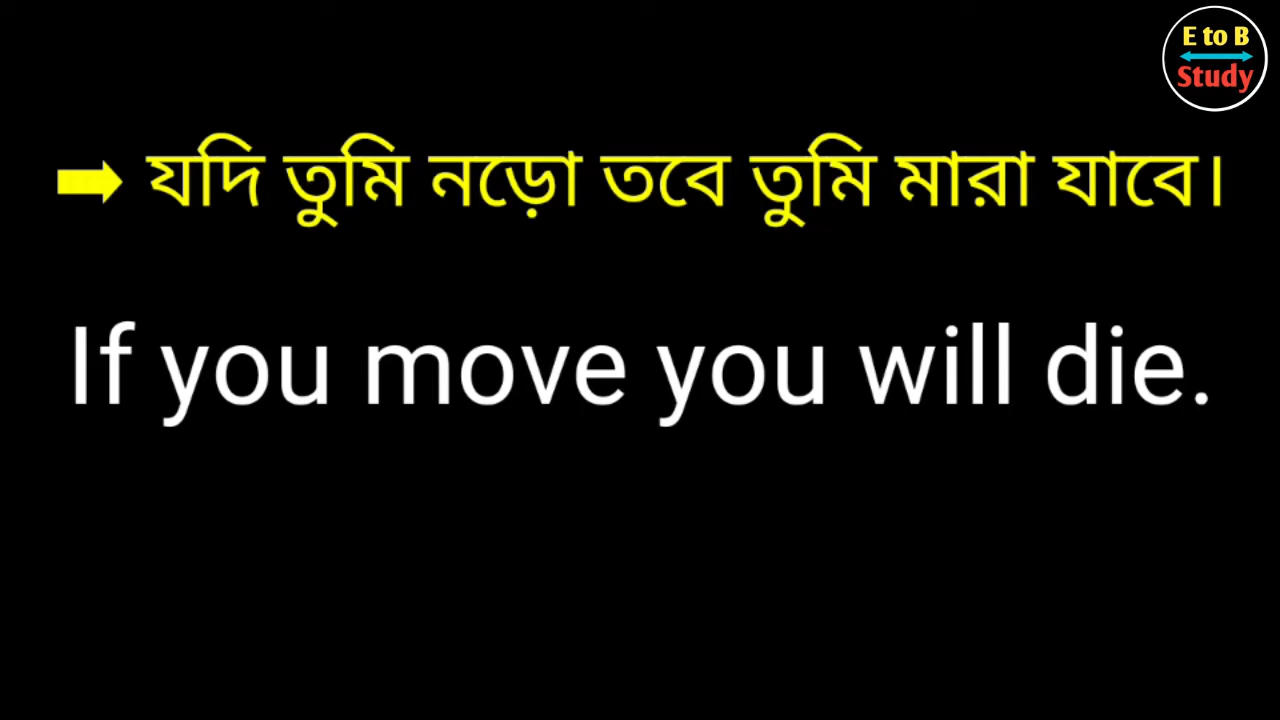 E to B
Study
➡ যদি তুমি নড়ো তবে তুমি মারা যাবে।
If you move you will die.